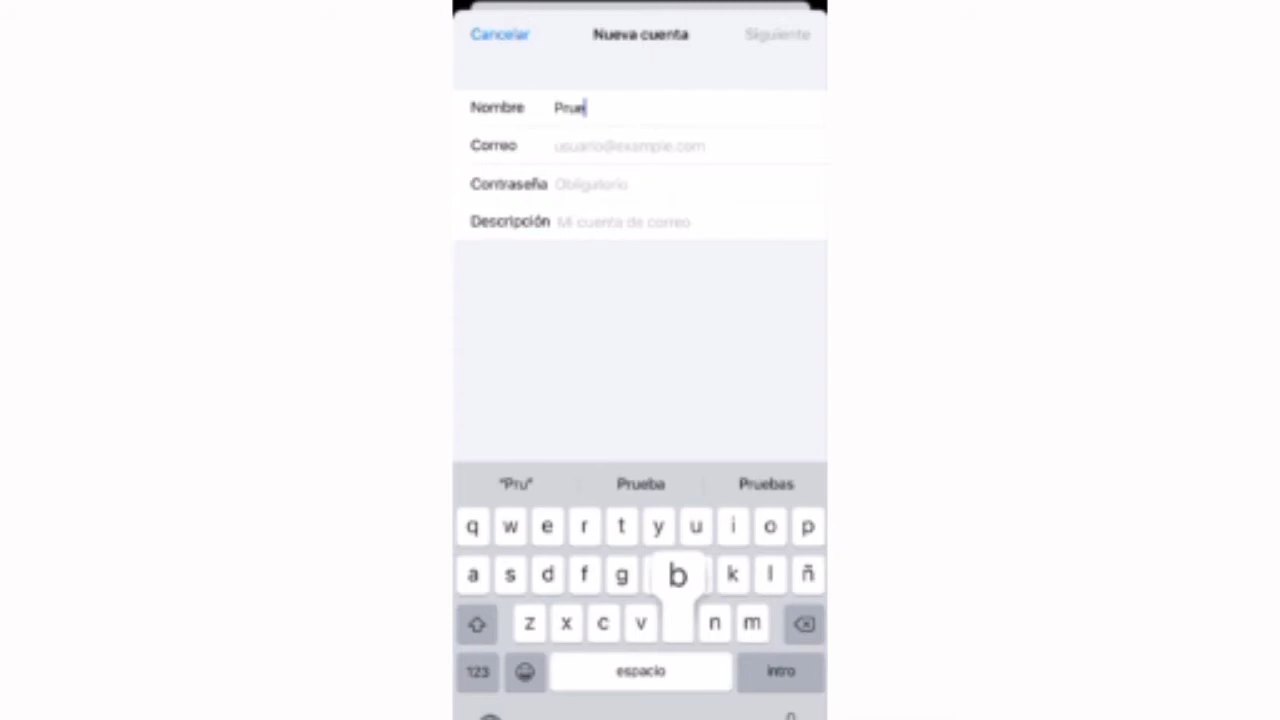 Cancelar Nueva cuenta Siguiente
Nombre Prue
Correo usuario@example.com
Contraseña Obligatorio
Descripción Mi cuenta de correo
"Pru" Prueba Pruebas
q w e r t y u i o p
a s d f g b k l ñ
z x c v n m
123 espacio intro